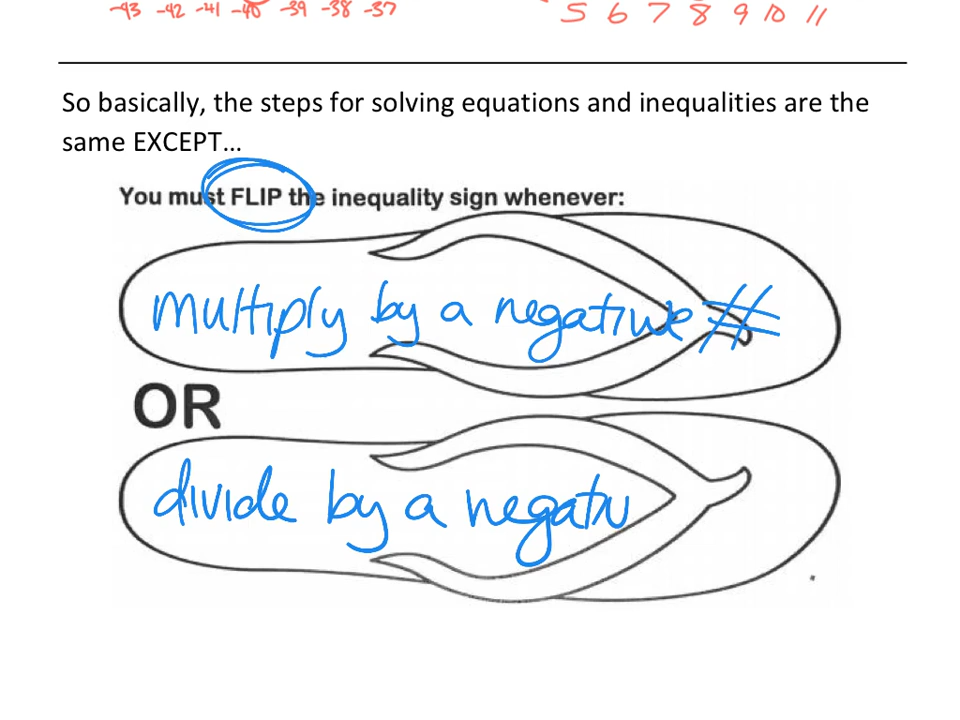 -43 -42 -41 -40 -39 -38 -37
5 6 7 8 9 10 11
So basically, the steps for solving equations and inequalities are the
same EXCEPT…
You must FLIP the inequality sign whenever:
multiply by a negative #
OR
divide by a negativ